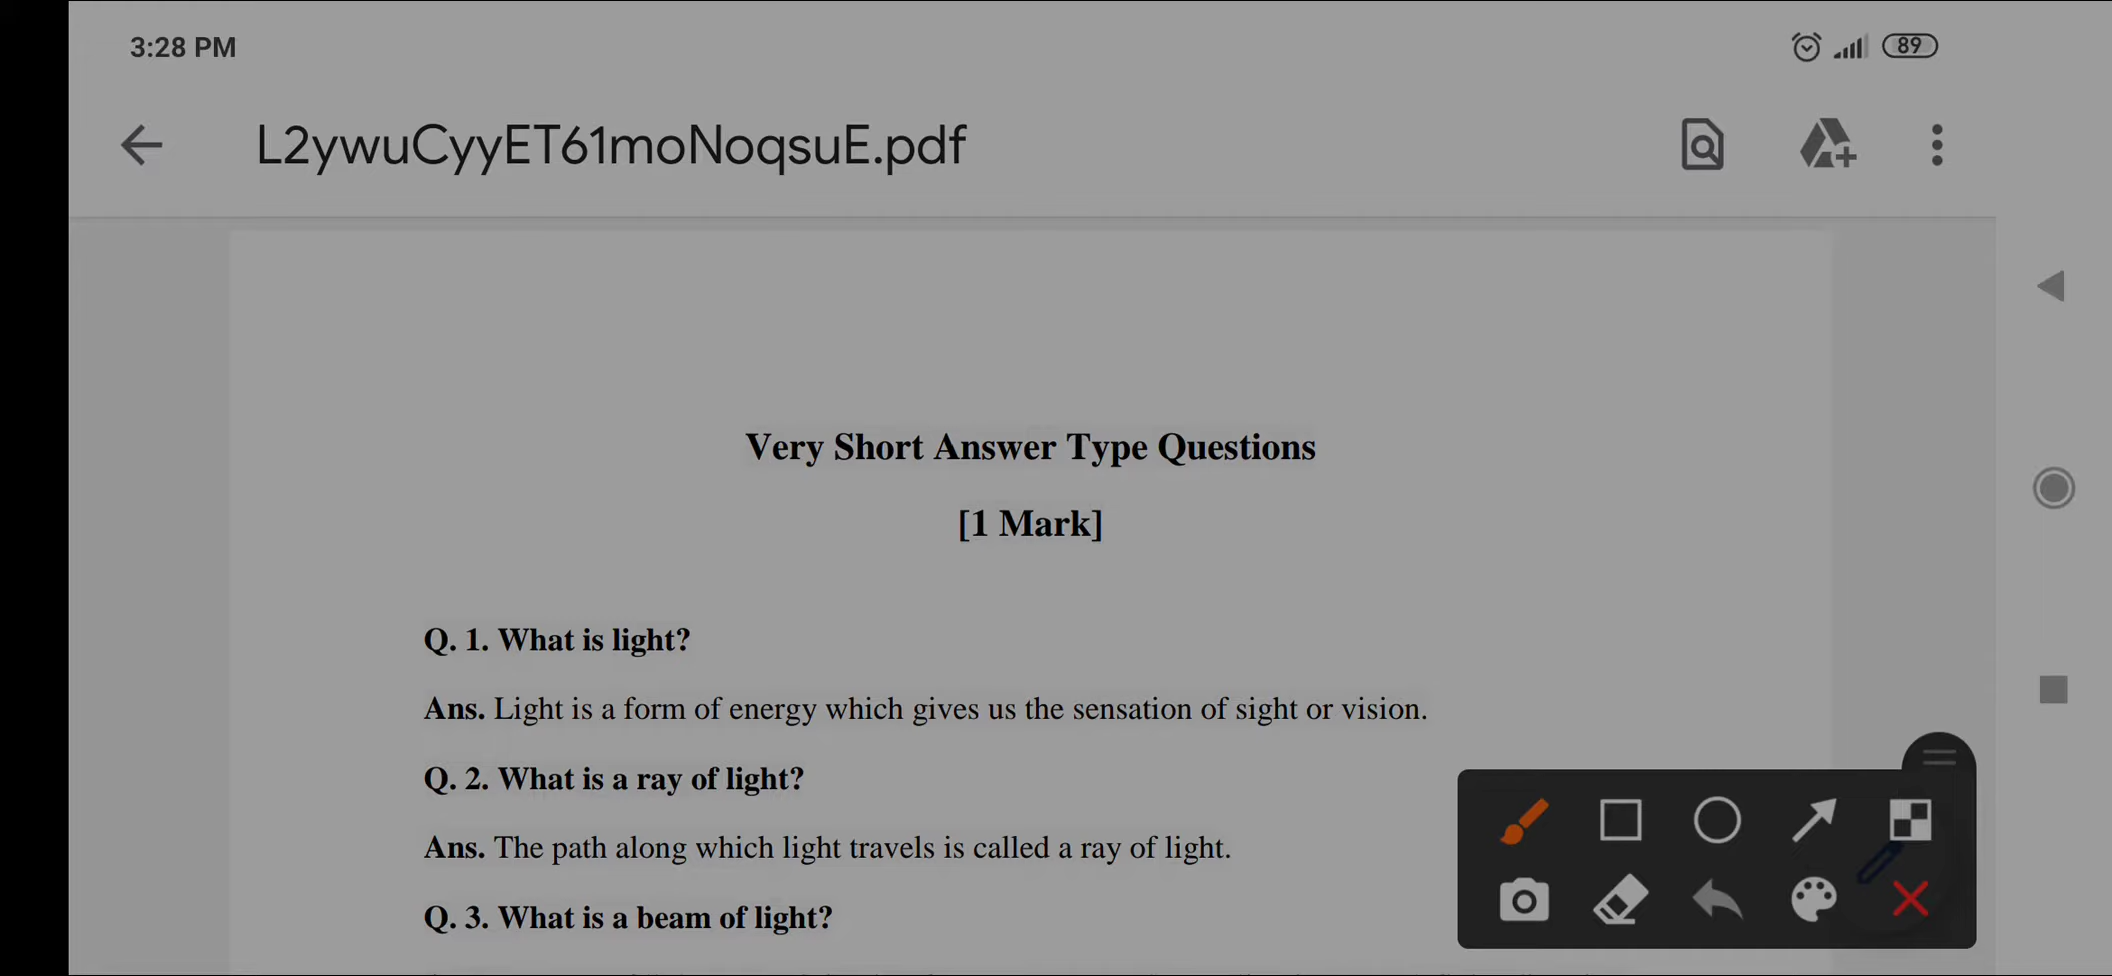 3:28 PM
89
L2ywuCyyET61moNoqsuE.pdf
Very Short Answer Type Questions
[1 Mark]
Q. 1. What is light?
Ans. Light is a form of energy which gives us the sensation of sight or vision.
Q. 2. What is a ray of light?
Ans. The path along which light travels is called a ray of light.
Q. 3. What is a beam of light?